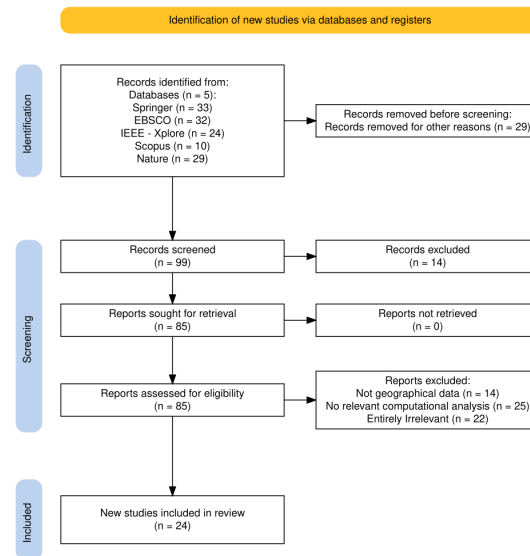 Identification of new studies via databases and registers
Identification
Records identified from:
Databases (n = 5):
Springer (n = 33)
EBSCO (n = 32)
IEEE - Xplore (n = 24)
Scopus (n = 10)
Nature (n = 29)
Records removed before screening:
Records removed for other reasons (n = 29)
Screening
Records screened
(n = 99)
Records excluded
(n = 14)
Reports sought for retrieval
(n = 85)
Reports not retrieved
(n = 0)
Reports assessed for eligibility
(n = 85)
Reports excluded:
Not geographical data (n = 14)
No relevant computational analysis (n = 25)
Entirely Irrelevant (n = 22)
Included
New studies included in review
(n = 24)